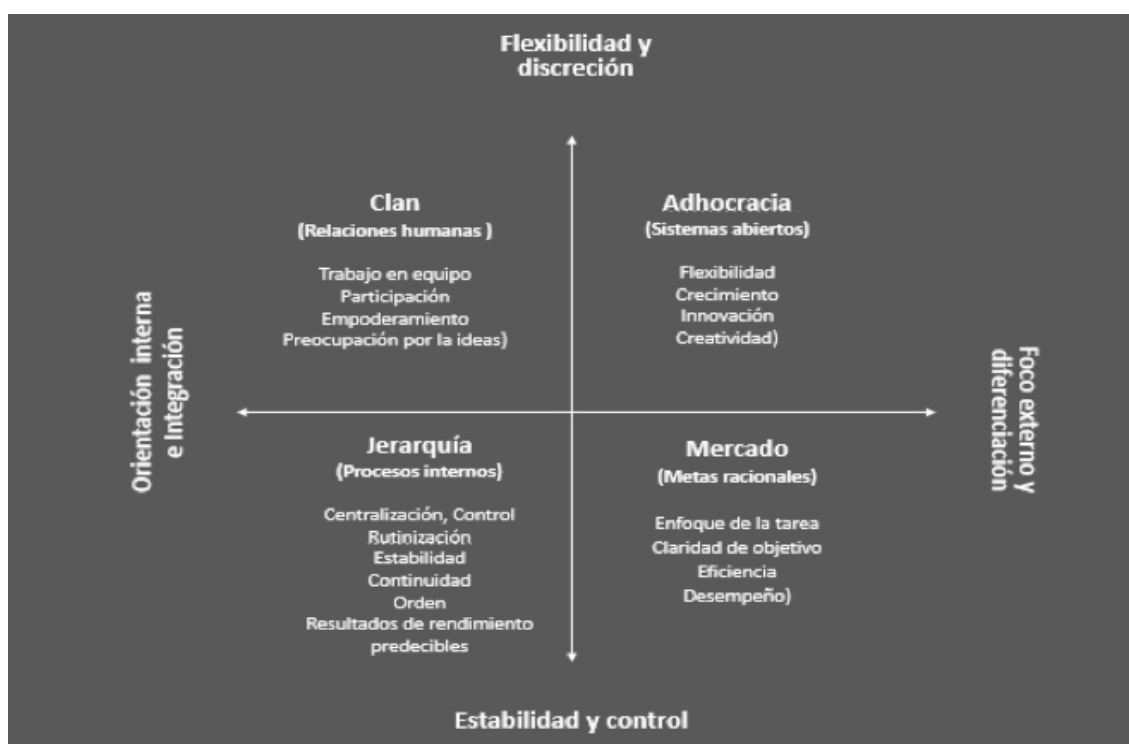 Flexibilidad y
discreción
Clan
(Relaciones humanas )
Trabajo en equipo
Participación
Empoderamiento
Preocupación por la ideas)
Adhocracia
(Sistemas abiertos)
Flexibilidad
Crecimiento
Innovación
Creatividad)
Orientación interna
e Integración
Foco externo y
diferenciación
Jerarquía
(Procesos internos)
Centralización, Control
Rutinización
Estabilidad
Continuidad
Orden
Resultados de rendimiento
predecibles
Mercado
(Metas racionales)
Enfoque de la tarea
Claridad de objetivo
Eficiencia
Desempeño)
Estabilidad y control